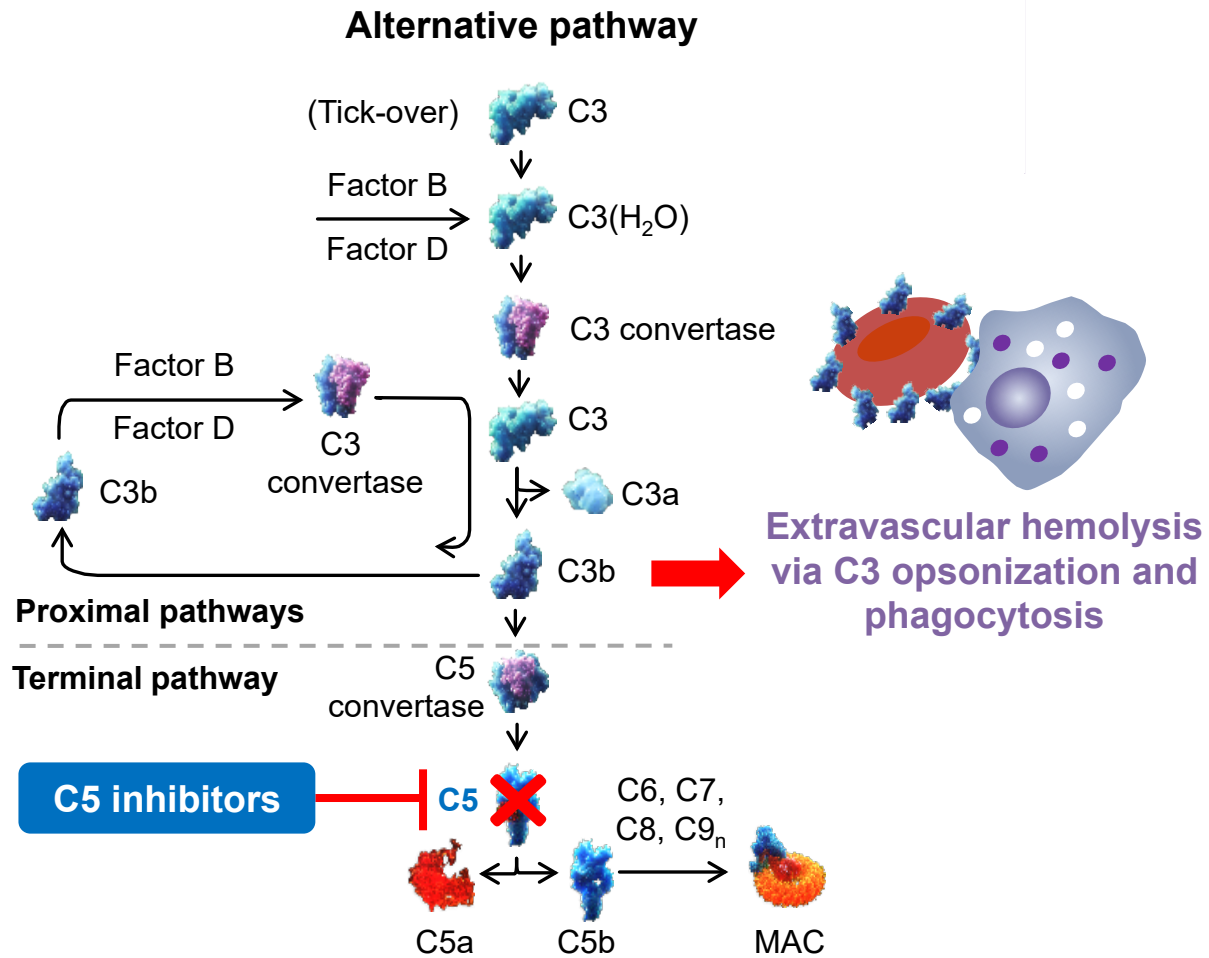 Alternative pathway
(Tick-over)
C3
Factor B
Factor D
C3(H₂O)
C3 convertase
Factor B
Factor D
C3
convertase
C3
C3b
C3a
C3b
Extravascular hemolysis
via C3 opsonization and
phagocytosis
Proximal pathways
Terminal pathway
C5
convertase
C5 inhibitors
C5
C6, C7,
C8, C9ₙ
C5a
C5b
MAC